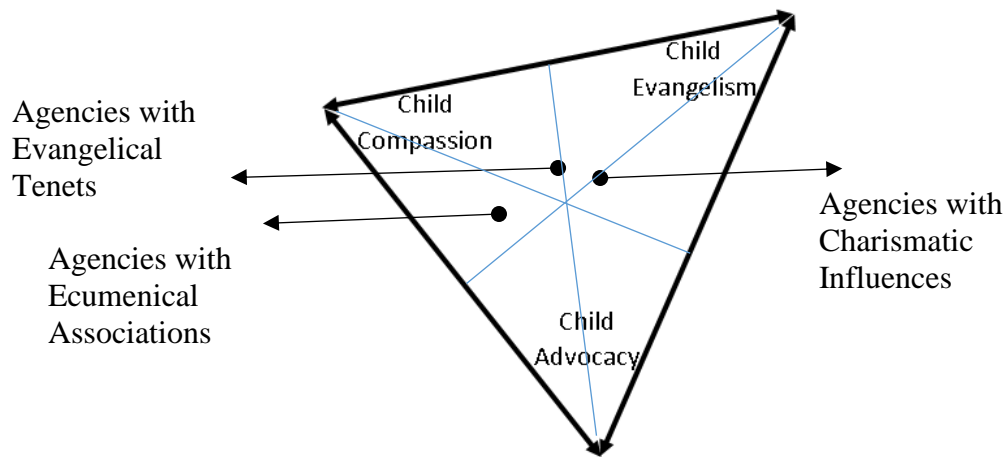 Child
Evangelism
Child
Compassion
Agencies with
Evangelical
Tenets
Agencies with
Charismatic
Influences
Agencies with
Ecumenical
Associations
Child
Advocacy